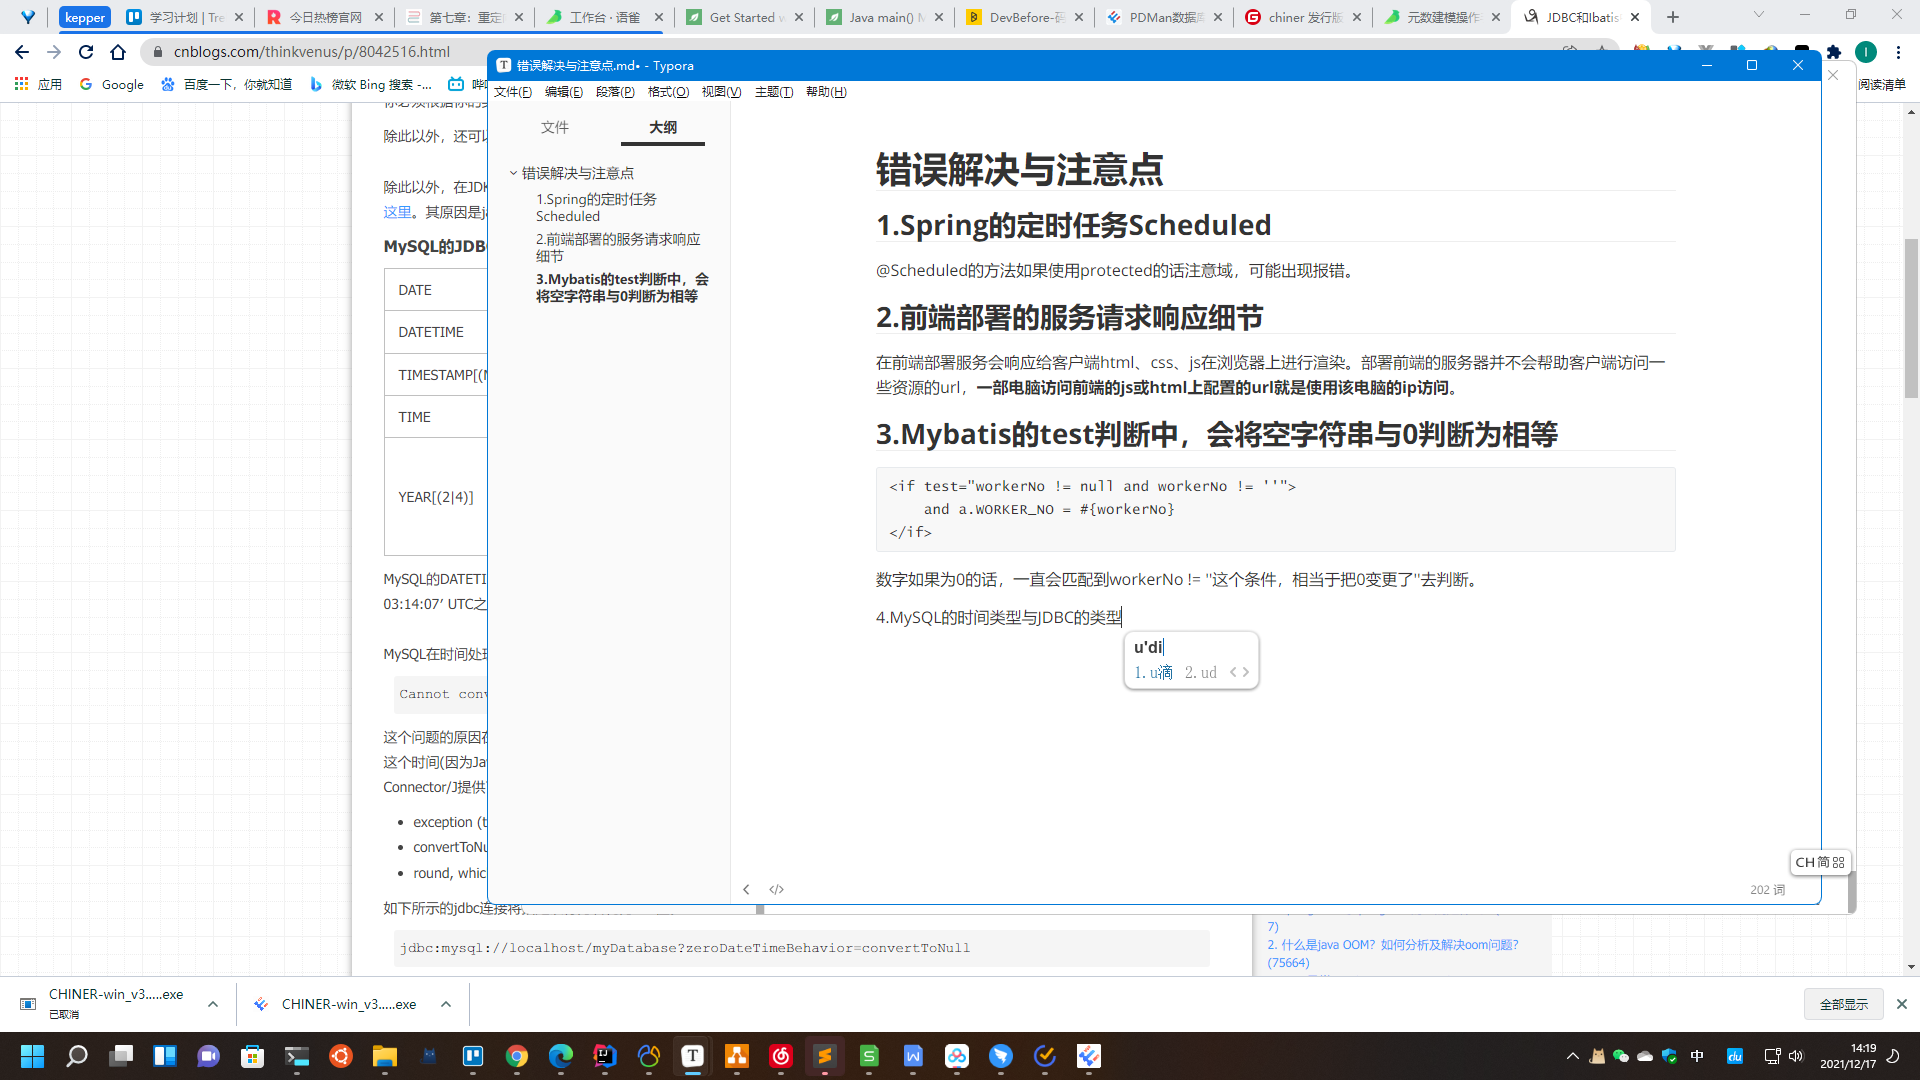 kepper
学习计划 | Tre
今日热榜官网
第七章：重定
工作台 · 语雀
Get Started w
Java main() M
DevBefore-码
PDMan数据库
chiner 发行版
元数建模操作
JDBC和Ibatis
cnblogs.com/thinkvenus/p/8042516.html
应用
Google
百度一下，你就知道
微软 Bing 搜索 -...
阅读清单
除此以外，还可以
除此以外，在JDK
这里。其原因是ja
MySQL的JDBC
DATE
DATETIME
TIMESTAMP[(M
TIME
YEAR[(2|4)]
MySQL的DATETI
03:14:07' UTC之
MySQL在时间处理
Cannot conv
这个问题的原因在
这个时间(因为Jav
Connector/J提供
exception (t
convertToNu
round, whic
如下所示的jdbc连接将
jdbc:mysql://localhost/myDatabase?zeroDateTimeBehavior=convertToNull
7)
2. 什么是java OOM？如何分析及解决oom问题？
(75664)
错误解决与注意点.md• - Typora
文件(F) 编辑(E) 段落(P) 格式(O) 视图(V) 主题(T) 帮助(H)
文件
大纲
错误解决与注意点
1.Spring的定时任务
Scheduled
2.前端部署的服务请求响应
细节
3.Mybatis的test判断中，会
将空字符串与0判断为相等
错误解决与注意点
1.Spring的定时任务Scheduled
@Scheduled的方法如果使用protected的话注意域，可能出现报错。
2.前端部署的服务请求响应细节
在前端部署服务会响应给客户端html、css、js在浏览器上进行渲染。部署前端的服务器并不会帮助客户端访问一
些资源的url，一部电脑访问前端的js或html上配置的url就是使用该电脑的ip访问。
3.Mybatis的test判断中，会将空字符串与0判断为相等
<if test="workerNo != null and workerNo != ''">
and a.WORKER_NO = #{workerNo}
</if>
数字如果为0的话，一直会匹配到workerNo != ''这个条件，相当于把0变更了''去判断。
4.MySQL的时间类型与JDBC的类型
u'di
1.u滴 2.ud < >
</>
202 词
CH 简
CHINER-win_v3.....exe
已取消
CHINER-win_v3.....exe
全部显示
中
du
14:19
2021/12/17